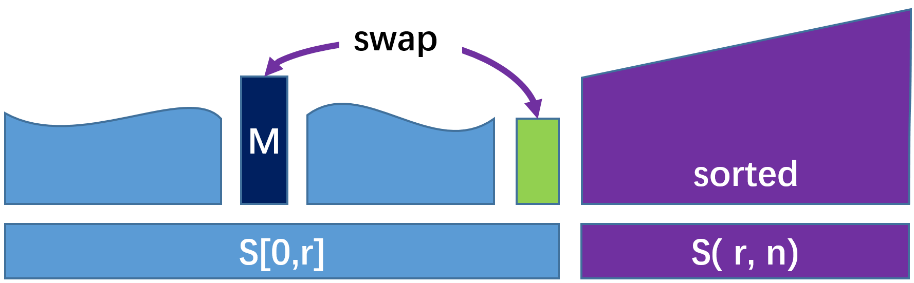 swap
M
sorted
S[0,r]
S( r, n)